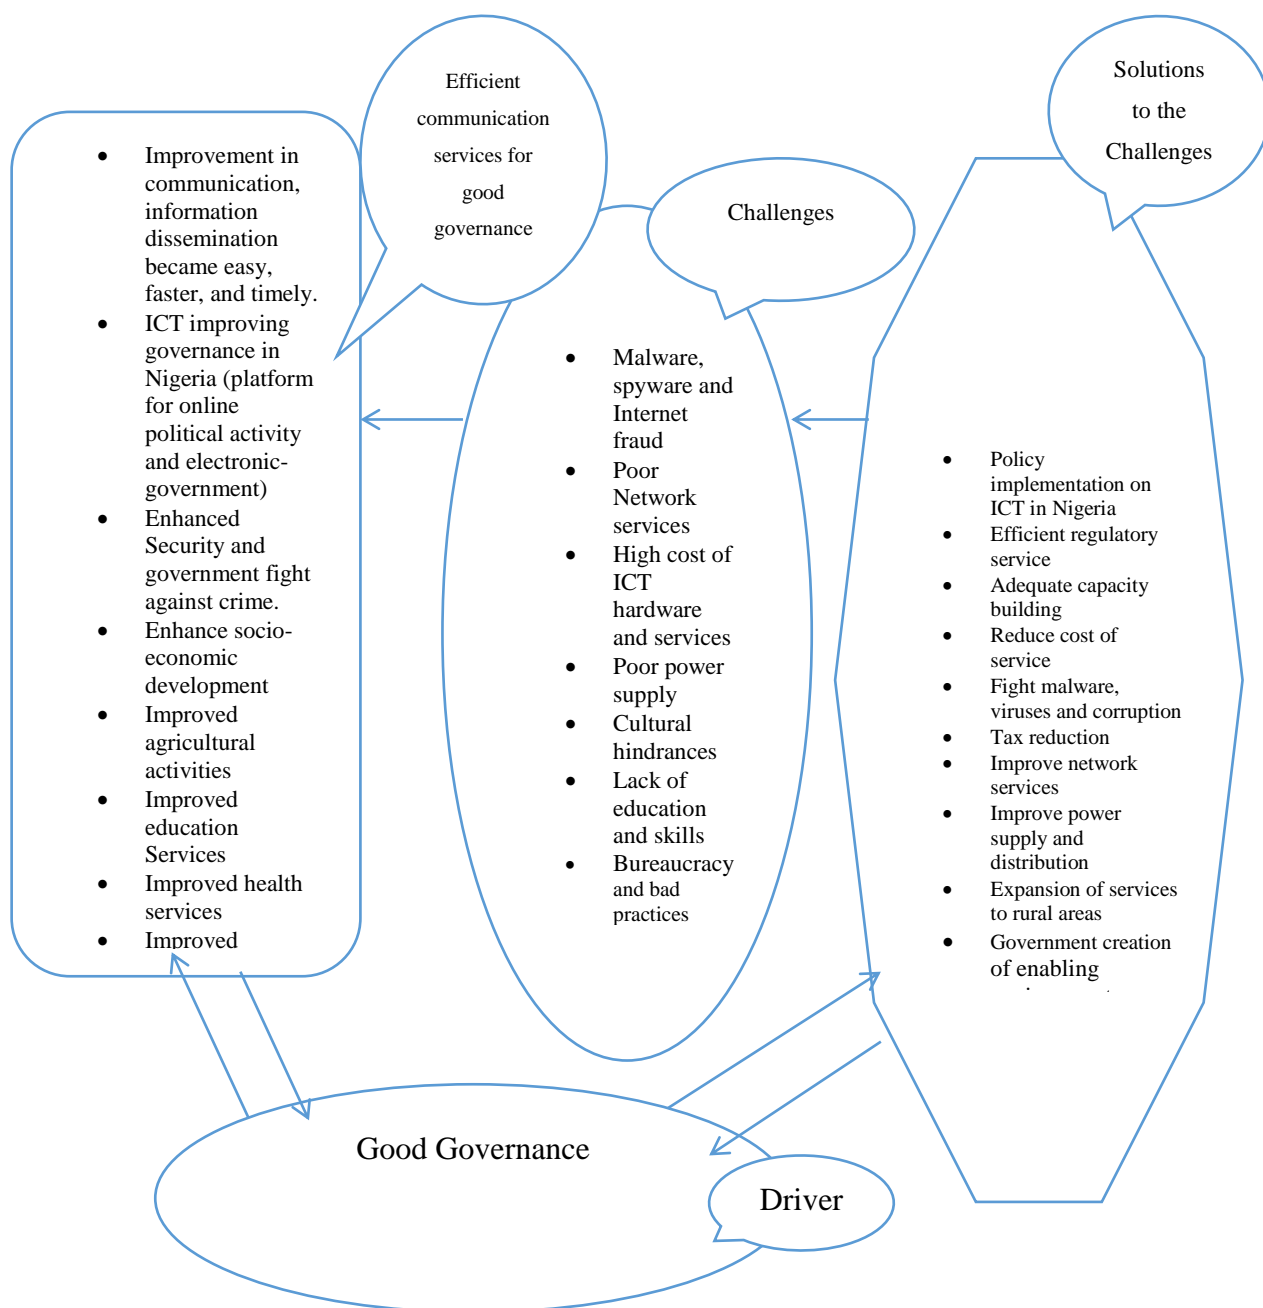 Efficient
communication
services for
good
governance
• Improvement in
communication,
information
dissemination
became easy,
faster, and timely.
• ICT improving
governance in
Nigeria (platform
for online
political activity
and electronic-
government)
• Enhanced
Security and
government fight
against crime.
• Enhance socio-
economic
development
• Improved
agricultural
activities
• Improved
education
Services
• Improved health
services
• Improved
Challenges
• Malware,
spyware and
Internet
fraud
• Poor
Network
services
• High cost of
ICT
hardware
and services
• Poor power
supply
• Cultural
hindrances
• Lack of
education
and skills
• Bureaucracy
and bad
practices
Solutions
to the
Challenges
• Policy
implementation on
ICT in Nigeria
• Efficient regulatory
service
• Adequate capacity
building
• Reduce cost of
service
• Fight malware,
viruses and corruption
• Tax reduction
• Improve network
services
• Improve power
supply and
distribution
• Expansion of services
to rural areas
• Government creation
of enabling
Good Governance
Driver